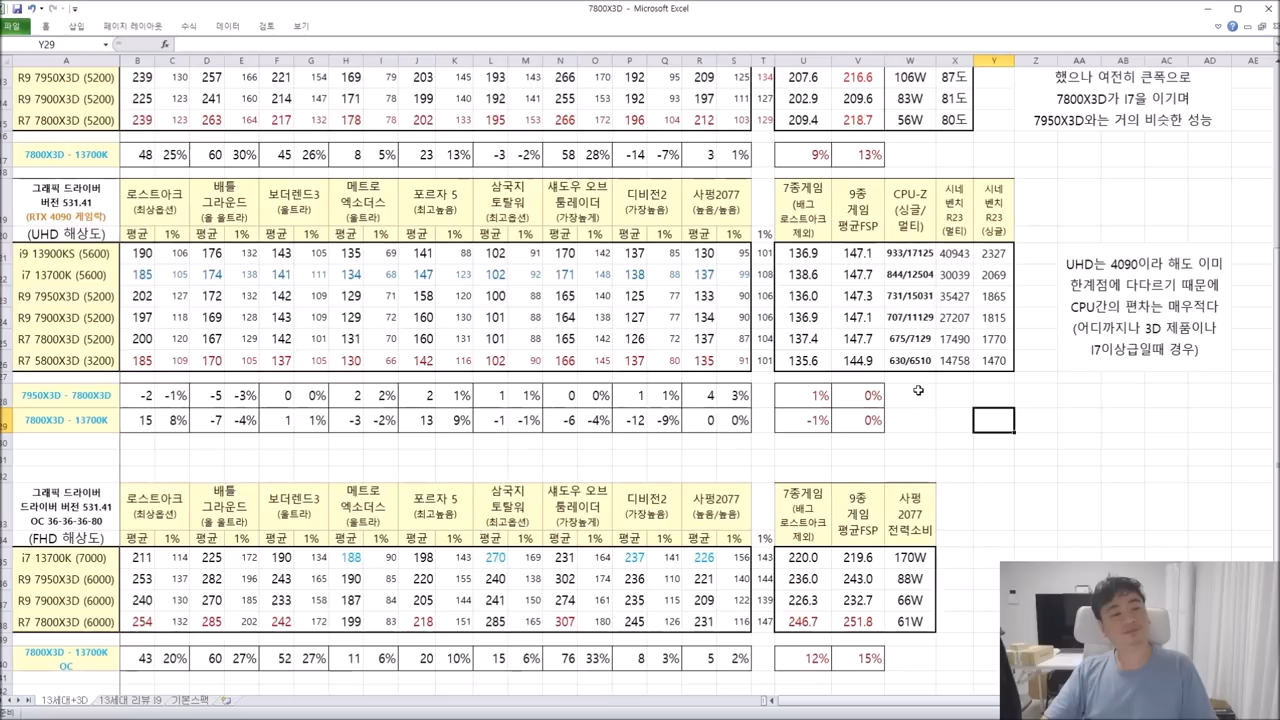 7800X3D - Microsoft Excel
파일 홈 삽입 페이지 레이아웃 수식 데이터 검토 보기
Y29 fx
A B C D E F G H I J K L M N O P Q R S T U V W X Y Z AA AB AC AD AE
R9 7950X3D (5200) 239 130 257 166 221 154 169 79 203 145 193 143 266 170 192 95 209 125 134 207.6 216.6 106W 87도
R9 7900X3D (5200) 225 123 241 160 214 147 171 78 199 140 192 143 255 153 192 93 197 111 127 202.9 209.6 83W 81도
R7 7800X3D (5200) 239 123 263 164 217 132 178 78 202 133 195 153 266 172 196 104 212 103 129 209.4 218.7 56W 80도
했으나 여전히 큰폭으로
7800X3D가 I7을 이기며
7950X3D와는 거의 비슷한 성능
7800X3D - 13700K 48 25% 60 30% 45 26% 8 5% 23 13% -3 -2% 58 28% -14 -7% 3 1% 9% 13%
그래픽 드라이버
버전 531.41
(RTX 4090 게임력)
(UHD 해상도)
로스트아크
(최상옵션)
배틀
그라운드
(올 울트라)
보더렌드3
(울트라)
메트로
엑소더스
(울트라)
포르자 5
(최고높음)
삼국지
토탈워
(최고옵션)
섀도우 오브
툼레이더
(가장높게)
디비전2
(가장높음)
사펑2077
(높음/높음)
7종게임
(배그
로스트아크
제외)
9종
게임
평균FSP
CPU-Z
(싱글/
멀티)
시네
벤치
R23
(멀티)
시네
벤치
R23
(싱글)
평균 1% 평균 1% 평균 1% 평균 1% 평균 1% 평균 1% 평균 1% 평균 1% 평균 1% 1%
i9 13900KS (5600) 190 106 176 132 143 108 135 69 141 88 102 91 170 142 137 85 130 95 101 136.9 147.1 933/17125 40943 2327
i7 13700K (5600) 185 105 174 138 141 111 134 68 147 123 102 92 171 148 138 88 137 99 108 138.6 147.7 844/12504 30039 2069
R9 7950X3D (5200) 202 127 172 132 142 109 129 71 158 100 100 88 165 140 125 77 133 90 106 136.0 147.3 731/15031 35427 1865
R9 7900X3D (5200) 197 118 169 128 143 109 129 72 160 101 101 90 164 138 127 77 134 90 106 136.9 147.1 707/11129 27207 1815
R7 7800X3D (5200) 200 120 167 129 142 108 131 70 160 84 101 88 165 142 126 72 137 87 100 137.4 147.7 675/7129 17490 1770
R7 5800X3D (3200) 185 109 170 105 137 105 130 66 142 116 102 90 166 145 137 80 135 91 101 135.6 144.9 630/6510 14758 1470
UHD는 4090이라 해도 이미
한계점에 다다르기 때문에
CPU간의 편차는 매우적다
(어디까지나 3D 제품이나
I7이상급일때 경우)
7950X3D - 7800X3D -2 -1% -5 -3% 0 0% 2 2% 2 1% 1 1% 0 0% 1 1% 4 3% 1% 0%
7800X3D - 13700K 15 8% -7 -4% 1 1% -3 -2% 13 9% -1 -1% -6 -4% -12 -9% 0 0% -1% 0%
그래픽 드라이버
드라이버 버전 531.41
OC 36-36-36-80
(FHD 해상도)
로스트아크
(최상옵션)
배틀
그라운드
(올 울트라)
보더렌드3
(울트라)
메트로
엑소더스
(울트라)
포르자 5
(최고높음)
삼국지
토탈워
(최고옵션)
섀도우 오브
툼레이더
(가장높게)
디비전2
(가장높음)
사펑2077
(높음/높음)
7종게임
(배그
로스트아크
제외)
9종
게임
평균FSP
사펑
2077
전력소비
평균 1% 평균 1% 평균 1% 평균 1% 평균 1% 평균 1% 평균 1% 평균 1% 평균 1% 1%
i7 13700K (7000) 211 114 225 172 190 134 188 90 198 143 270 169 231 164 237 141 226 156 143 220.0 219.6 170W
R9 7950X3D (6000) 253 137 282 196 243 165 190 85 220 155 240 138 302 174 236 110 221 140 144 236.0 243.0 88W
R9 7900X3D (6000) 240 130 270 185 233 158 187 84 205 144 241 150 274 161 235 115 209 122 139 226.3 232.7 66W
R7 7800X3D (6000) 254 132 285 202 242 172 199 83 218 151 285 165 307 180 245 126 231 116 147 246.7 251.8 61W
7800X3D - 13700K
OC
43 20% 60 27% 52 27% 11 6% 20 10% 15 6% 76 33% 8 3% 5 2% 12% 15%
13세대+3D 13세대 리뷰 I9 기본스팩
준비